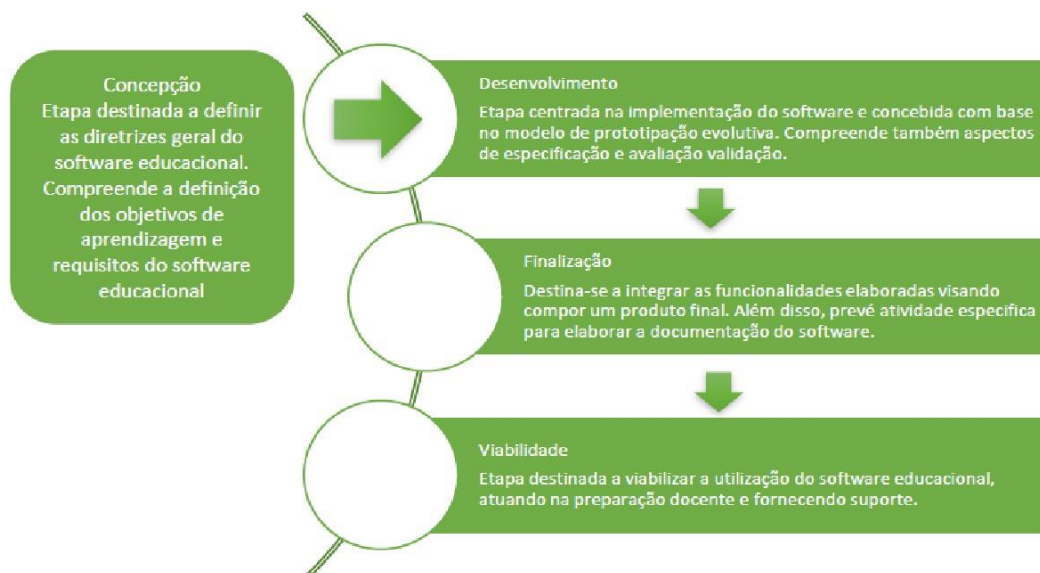 Concepção
Etapa destinada a definir
as diretrizes geral do
software educacional.
Compreende a definição
dos objetivos de
aprendizagem e
requisitos do software
educacional
Desenvolvimento
Etapa centrada na implementação do software e concebida com base
no modelo de prototipação evolutiva. Compreende também aspectos
de especificação e avaliação validação.
Finalização
Destina-se a integrar as funcionalidades elaboradas visando
compor um produto final. Além disso, prevé atividade especifica
para elaborar a documentação do software.
Viabilidade
Etapa destinada a viabilizar a utilização do software educacional,
atuando na preparação docente e fornecendo suporte.